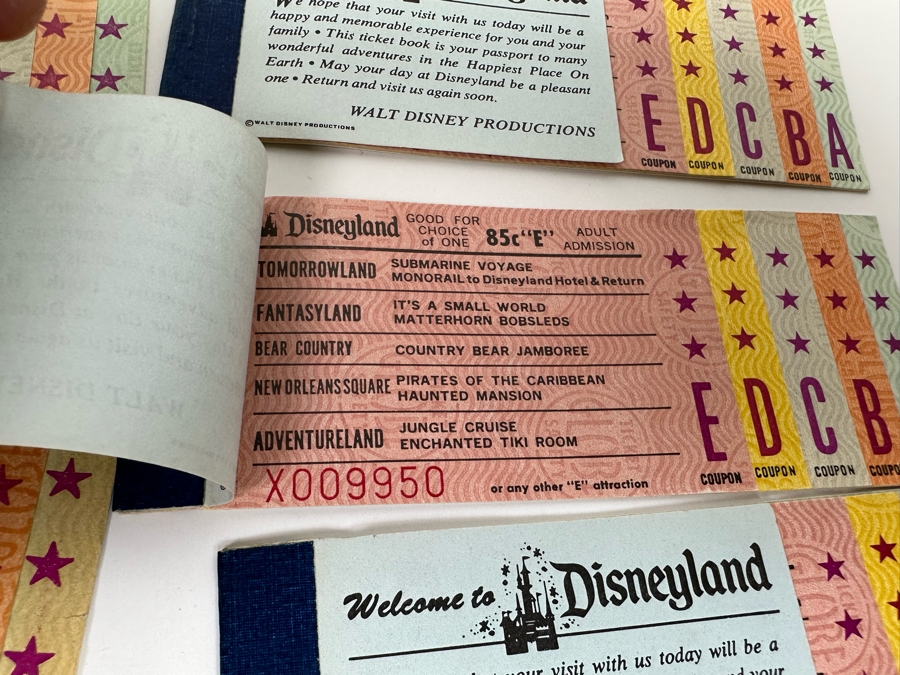 We hope that your visit with us today will be a
happy and memorable experience for you and your
family • This ticket book is your passport to many
wonderful adventures in the Happiest Place On
Earth • May your day at Disneyland be a pleasant
one • Return and visit us again soon.
WALT DISNEY PRODUCTIONS
©WALT DISNEY PRODUCTIONS
E D C B A
COUPON COUPON COUPON COUPON COUPON
Disneyland GOOD FOR CHOICE of ONE 85c "E" ADULT ADMISSION
TOMORROWLAND SUBMARINE VOYAGE
MONORAIL to Disneyland Hotel & Return
FANTASYLAND IT'S A SMALL WORLD
MATTERHORN BOBSLEDS
BEAR COUNTRY COUNTRY BEAR JAMBOREE
NEW ORLEANS SQUARE PIRATES OF THE CARIBBEAN
HAUNTED MANSION
ADVENTURELAND JUNGLE CRUISE
ENCHANTED TIKI ROOM
X009950 or any other "E" attraction
E D C B
COUPON COUPON COUPON COUPO
Welcome to Disneyland
your visit with us today will be a
your